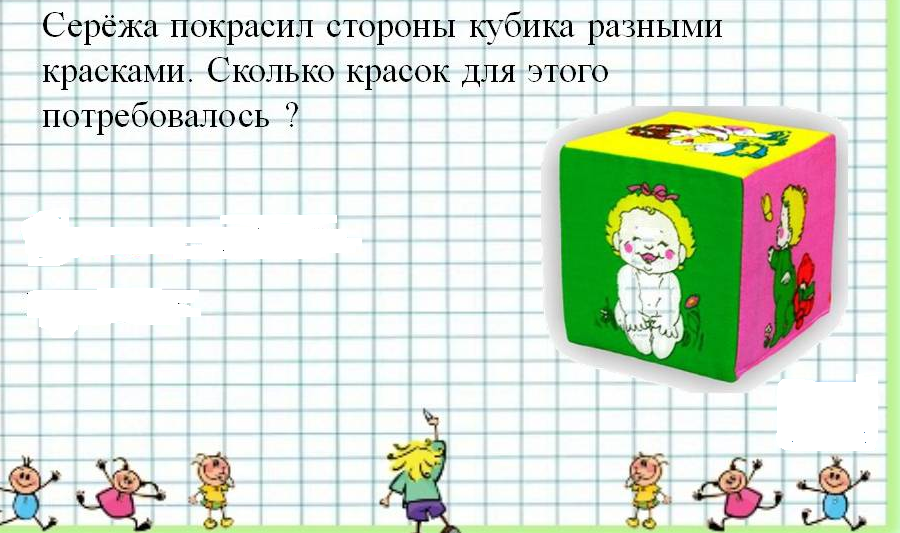 Серёжа покрасил стороны кубика разными
красками. Сколько красок для этого
потребовалось ?